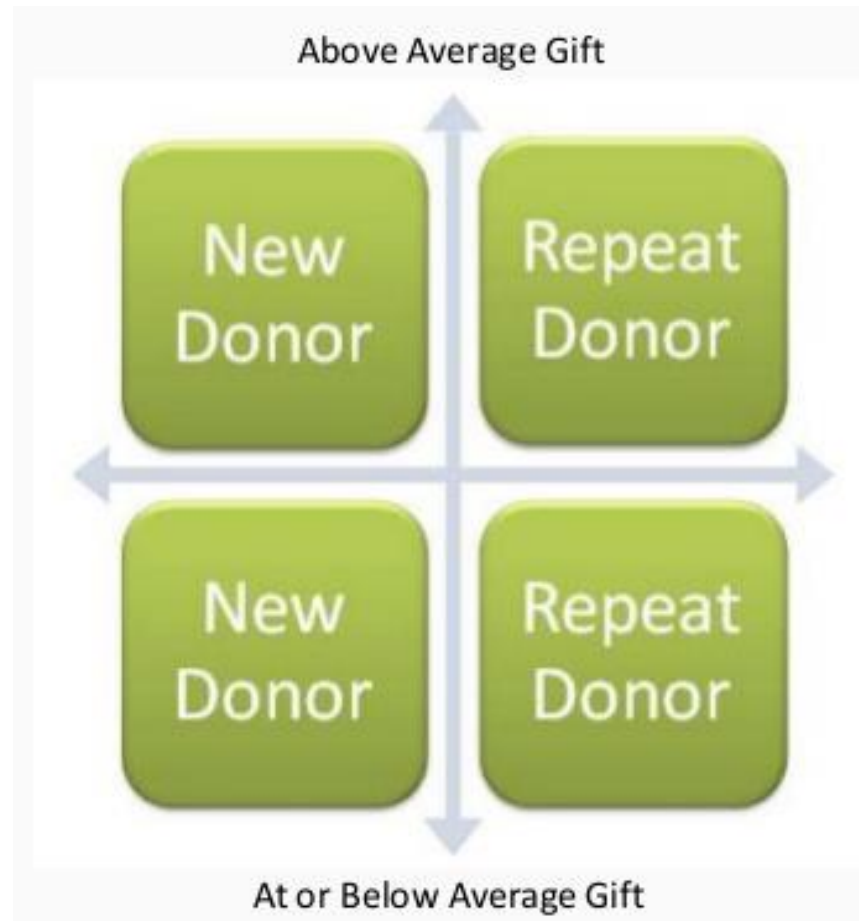 Above Average Gift
New
Donor
Repeat
Donor
New
Donor
Repeat
Donor
At or Below Average Gift